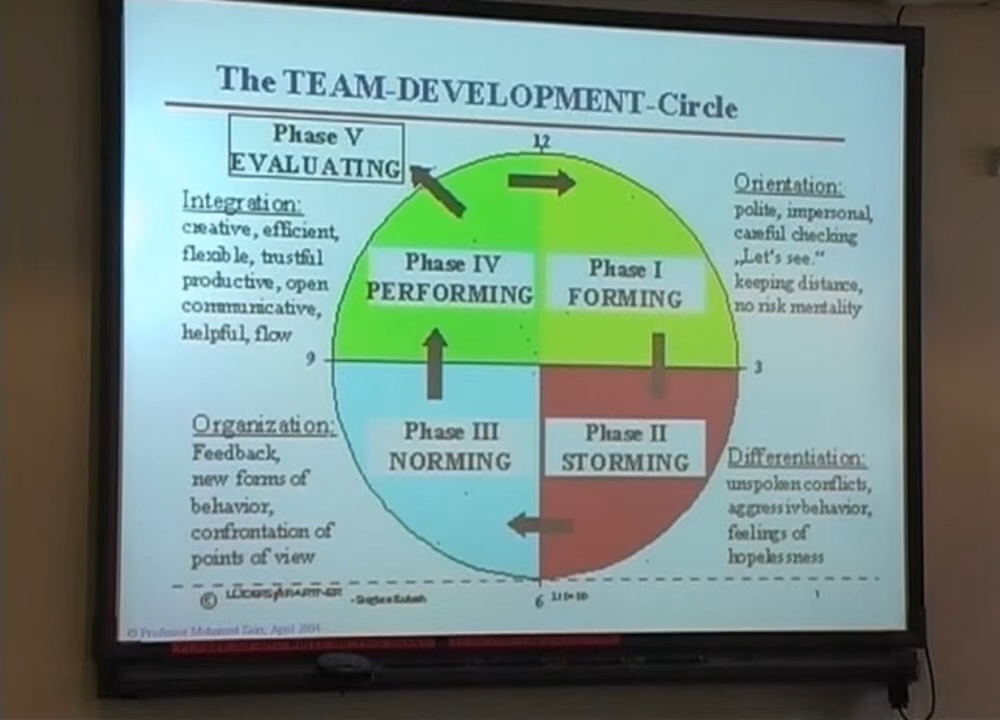 The TEAM-DEVELOPMENT-Circle
Phase V
EVALUATING
12
Integration:
creative, efficient,
flexible, trustful
productive, open
communicative,
helpful, flow
Orientation:
polite, impersonal,
careful checking
„Let's see.“
keeping distance,
no risk mentality
Phase IV
PERFORMING
Phase I
FORMING
9
3
Organization:
Feedback,
new forms of
behavior,
confrontation of
points of view
Phase III
NORMING
Phase II
STORMING
Differentiation:
unspoken conflicts,
aggressiv behavior,
feelings of
hopelessness
©
6
1
© Professor Mohamed Zairi, April 2004